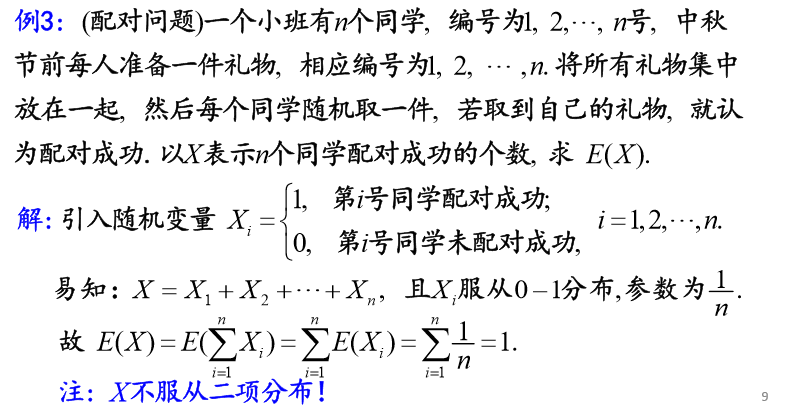 例3：(配对问题)一个小班有n个同学, 编号为1, 2,⋯, n号, 中秋
节前每人准备一件礼物, 相应编号为1, 2, ⋯ ,n. 将所有礼物集中
放在一起, 然后每个同学随机取一件, 若取到自己的礼物, 就认
为配对成功. 以X表示n个同学配对成功的个数, 求 E(X).
解: 引入随机变量 Xᵢ = { 1, 第i号同学配对成功; 0, 第i号同学未配对成功, i = 1,2,⋯,n.
易知：X = X₁ + X₂ + ⋯ + Xₙ, 且Xᵢ服从0－1分布,参数为 1/n .
故 E(X) = E(∑ⁿᵢ₌₁ Xᵢ) = ∑ⁿᵢ₌₁ E(Xᵢ) = ∑ⁿᵢ₌₁ 1/n = 1.
注: X不服从二项分布！
9